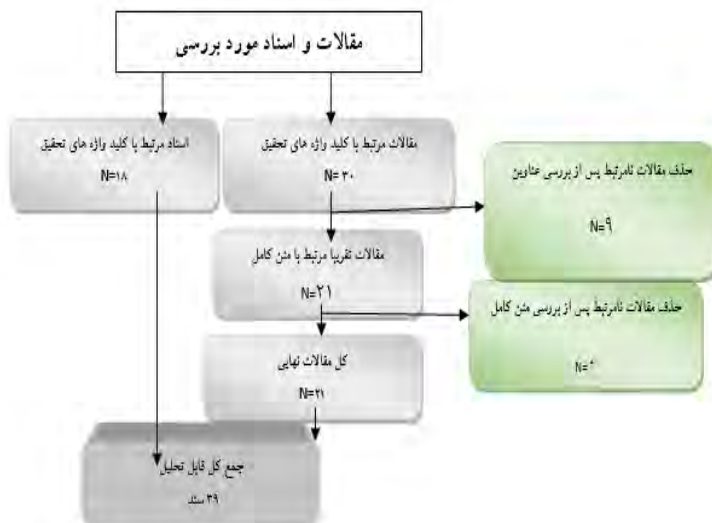 مقالات و اسناد مورد بررسی
مقالات مرتبط با کلید واژه های تحقیق
N= ۳۰
اسناد مرتبط با کلید واژه های تحقیق
N=۱۸
حذف مقالات نامرتبط پس از بررسی عناوین
N=۹
مقالات تقریبا مرتبط با متن کامل
N=۲۱
حذف مقالات نامرتبط پس از بررسی متن کامل
N=۰
کل مقالات نهایی
N=۲۱
جمع کل قابل تحلیل
۳۹ سند